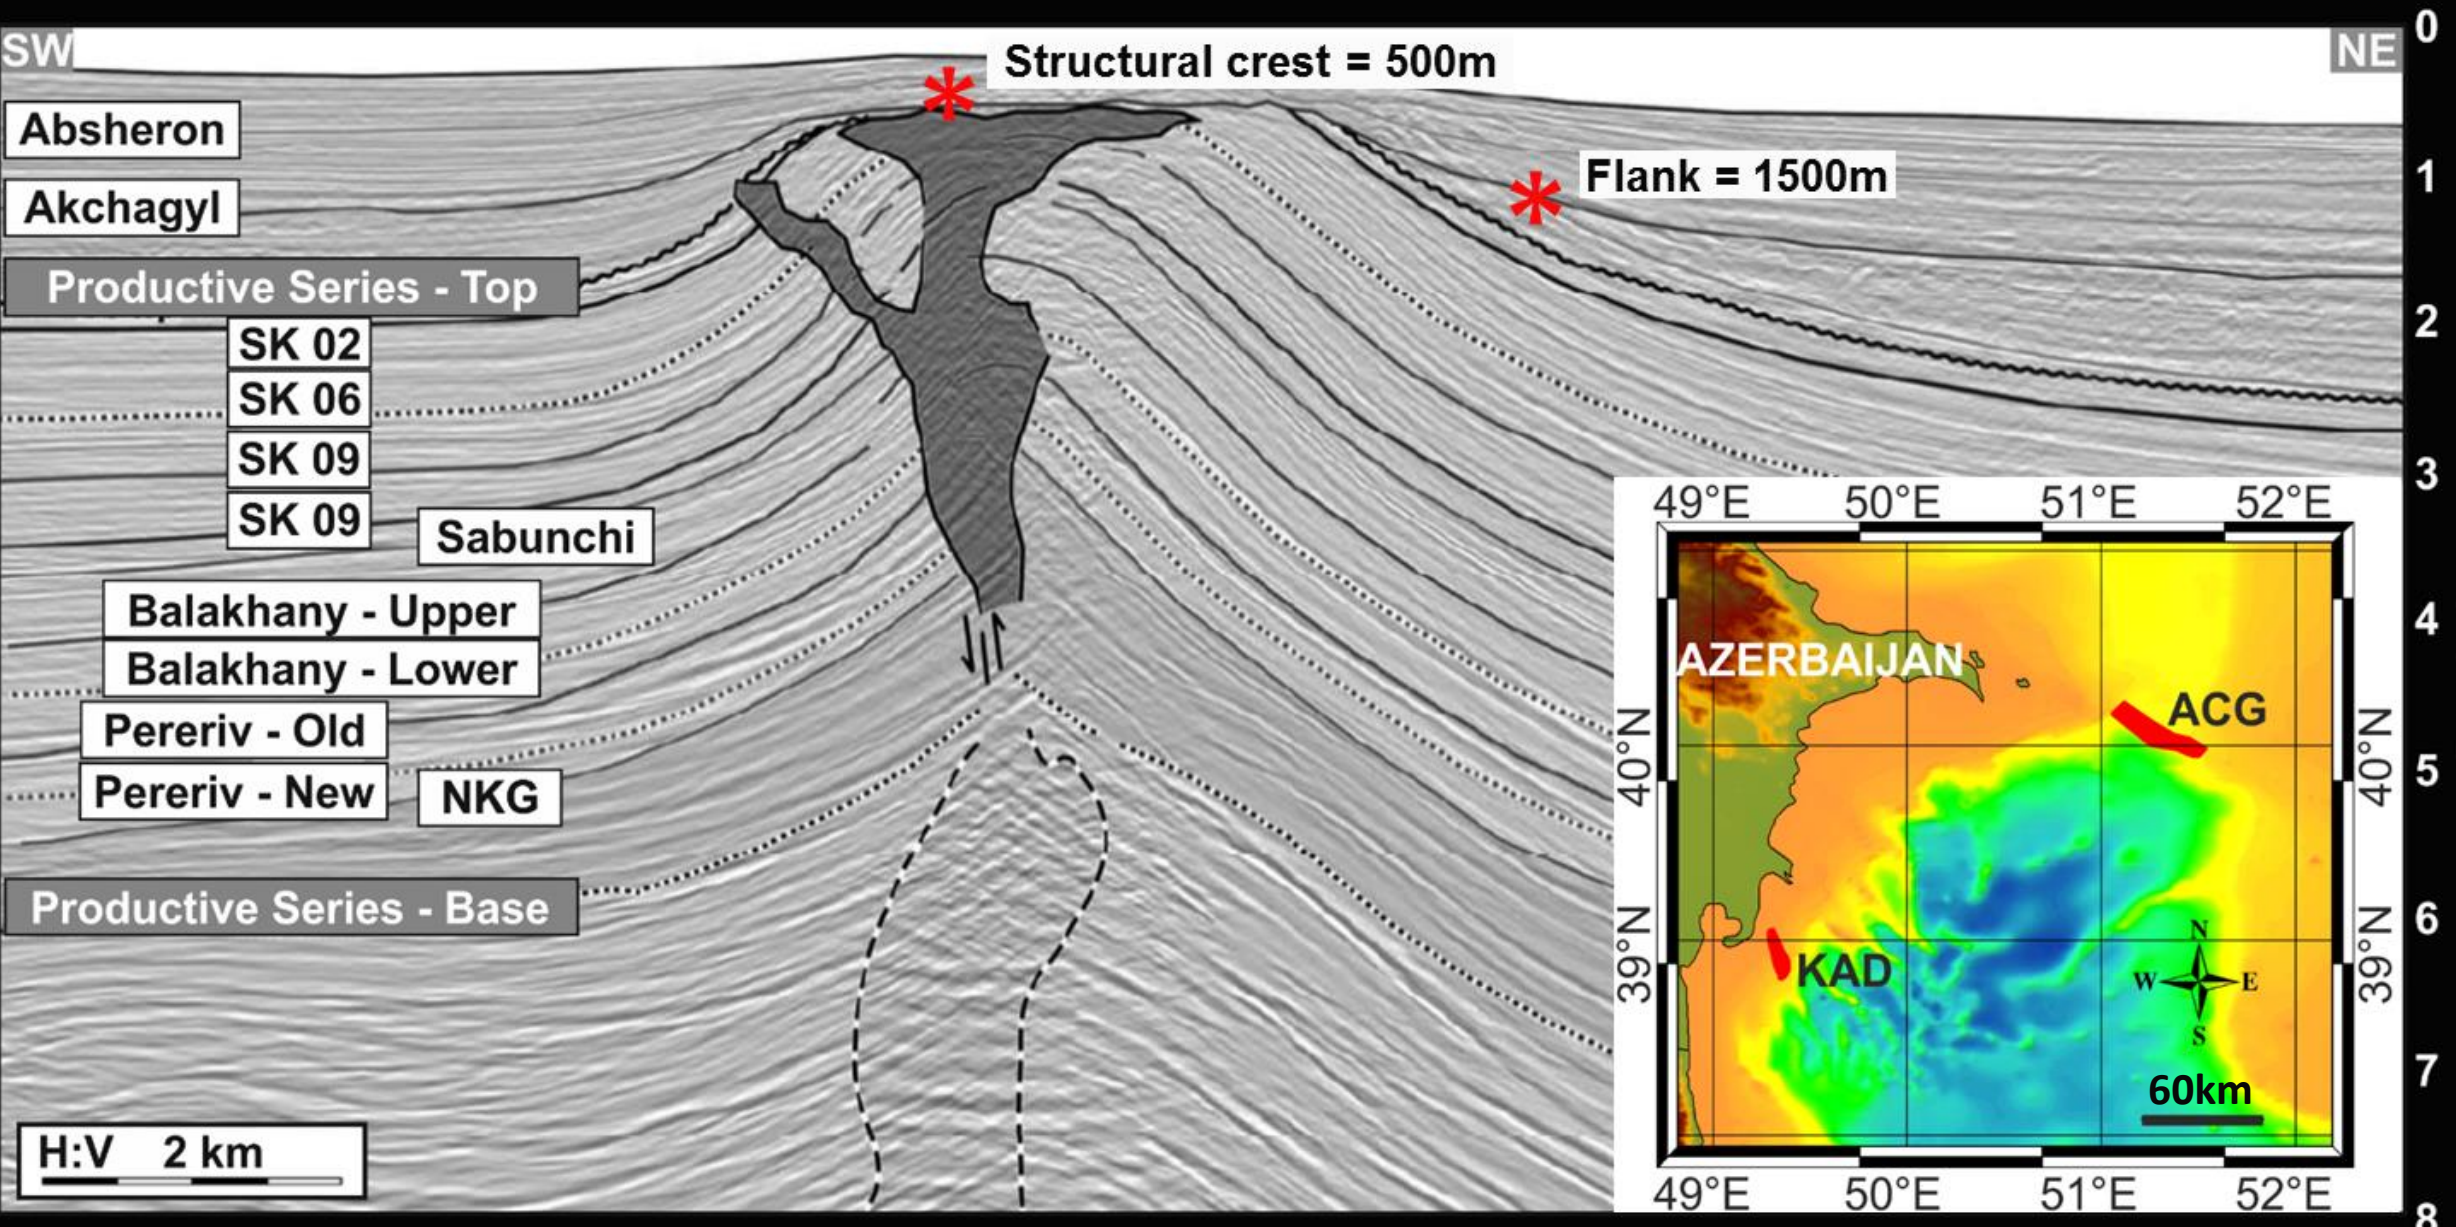 SW
Structural crest = 500m
NE
0
Absheron
Flank = 1500m
1
Akchagyl
Productive Series - Top
2
SK 02
SK 06
SK 09
3
SK 09
Sabunchi
Balakhany - Upper
4
Balakhany - Lower
Pereriv - Old
5
Pereriv - New
NKG
Productive Series - Base
6
7
8
H:V 2 km
49°E 50°E 51°E 52°E
AZERBAIJAN
ACG
40°N
40°N
39°N
39°N
KAD
N
W
E
S
60km
49°E 50°E 51°E 52°E